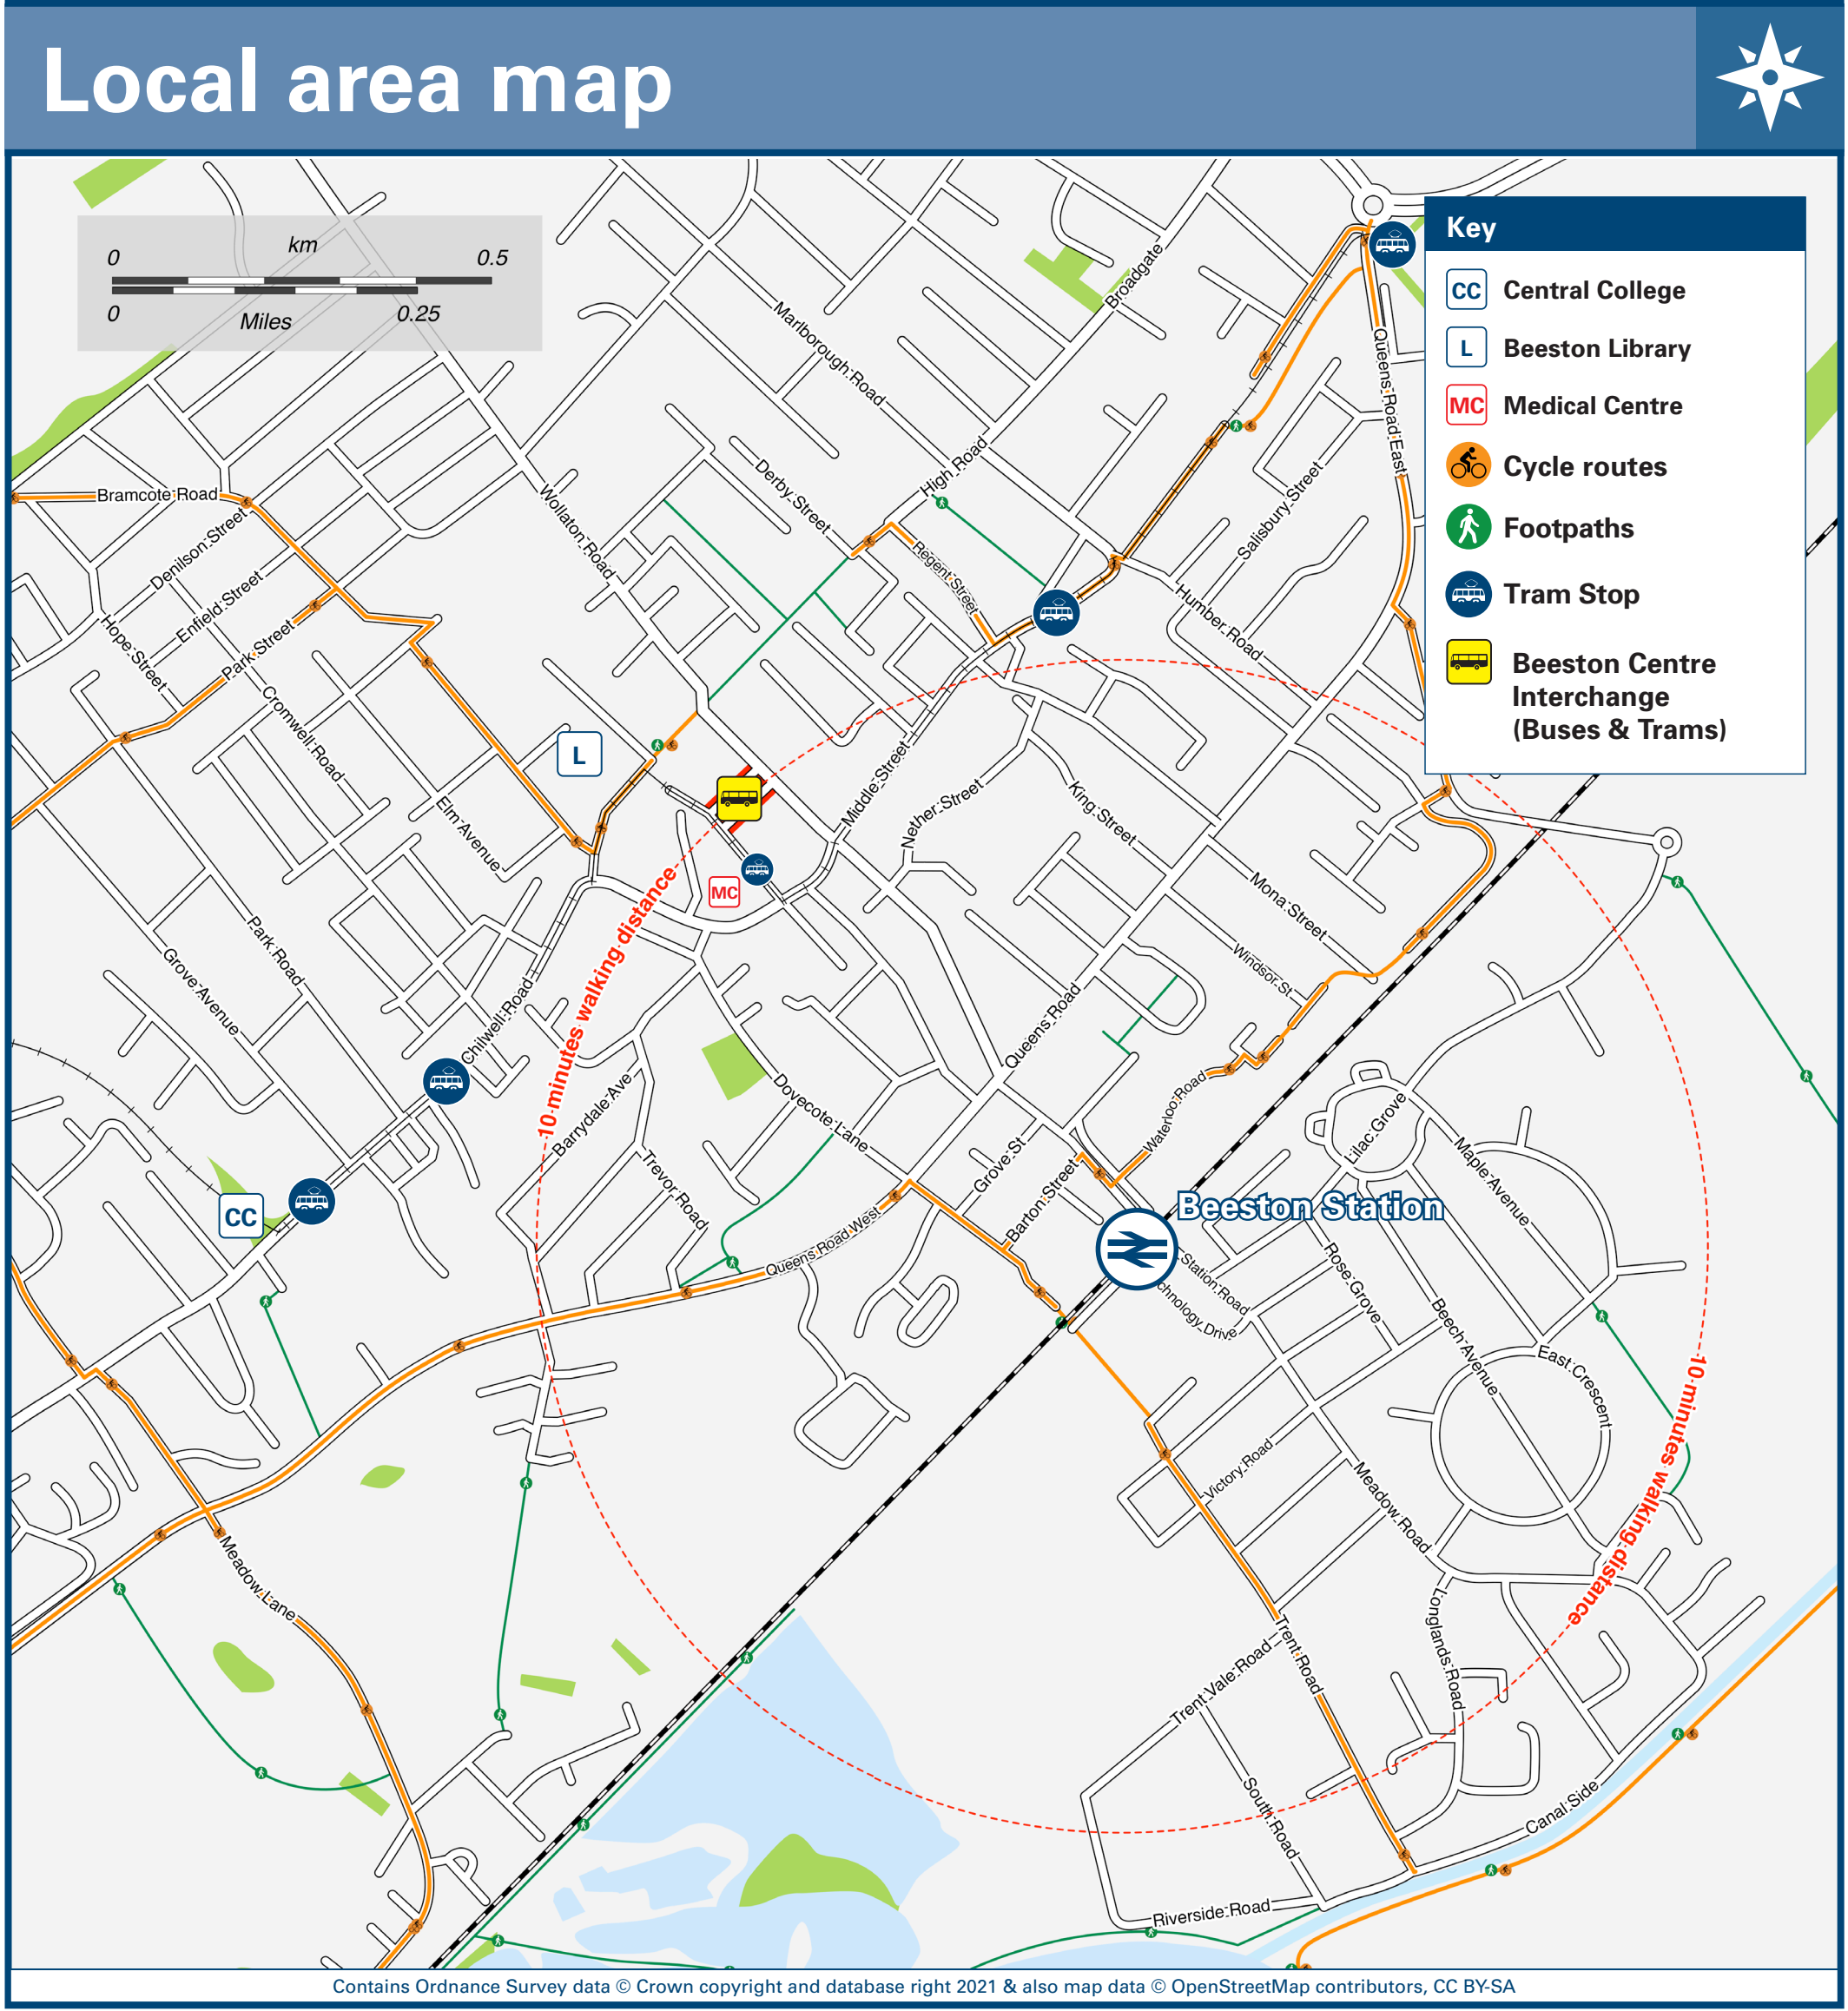 Local area map
km
0
0.5
0
0.25
Miles
Key
CC
Central College
L
Beeston Library
MC
Medical Centre
Cycle routes
Footpaths
Tram Stop
Beeston Centre
Interchange
(Buses & Trams)
Broadgate
Marlborough Road
Queens Road East
High Road
Derby Street
Wollaton Road
Bramcote Road
Salisbury Street
Denilson Street
Regent Street
Enfield Street
Humber Road
Hope Street
Park Street
Cromwell Road
L
Middle Street
Nether Street
King Street
Elm Avenue
MC
Mona Street
10 minutes walking distance
Park Road
Grove Avenue
Windsor St
Chilwell Road
Queens Road
Barrydale Ave
Dovecote Lane
Waterloo Road
Lilac Grove
Trevor Road
Grove St
Maple Avenue
Barton Street
CC
Beeston Station
Queens Road West
Station Road
chnology Drive
Rose Grove
Beech Avenue
East Crescent
10 minutes walking distance
Victory Road
Meadow Road
Meadow Lane
Longlands Road
Trent Road
Trent Vale Road
South Road
Canal Side
Riverside Road
Contains Ordnance Survey data © Crown copyright and database right 2021 & also map data © OpenStreetMap contributors, CC BY-SA